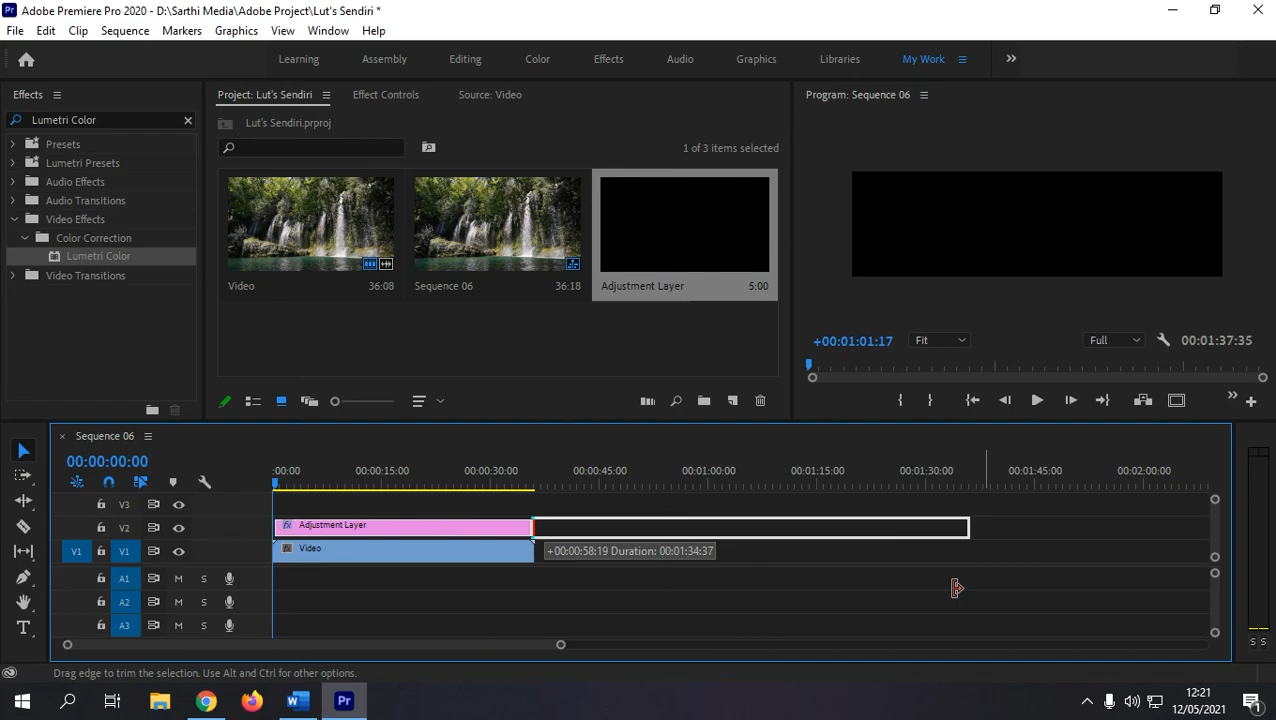 Adobe Premiere Pro 2020 - D:\Sarthi Media\Adobe Project\Lut's Sendiri *
File Edit Clip Sequence Markers Graphics View Window Help
Learning Assembly Editing Color Effects Audio Graphics Libraries My Work
Effects
Project: Lut's Sendiri Effect Controls Source: Video
Program: Sequence 06
Lumetri Color
Lut's Sendiri.prproj
1 of 3 items selected
Presets
Lumetri Presets
Audio Effects
Audio Transitions
Video Effects
Color Correction
Lumetri Color
Video Transitions
Video 36:08
Sequence 06 36:18
Adjustment Layer 5:00
+00:01:01:17 Fit Full 00:01:37:35
Sequence 06
00:00:00:00
:00:00 00:00:15:00 00:00:30:00 00:00:45:00 00:01:00:00 00:01:15:00 00:01:30:00 00:01:45:00 00:02:00:00
V3
V2 Adjustment Layer
V1 V1 Video
+00:00:58:19 Duration: 00:01:34:37
A1 M S
A2 M S
A3 M S
S S
Drag edge to trim the selection. Use Alt and Ctrl for other options.
12:21
12/05/2021
1